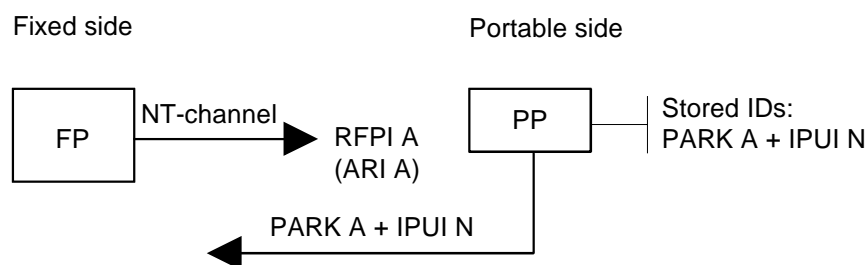 Fixed side
Portable side
FP
NT-channel
RFPI A
(ARI A)
PP
Stored IDs:
PARK A + IPUI N
PARK A + IPUI N